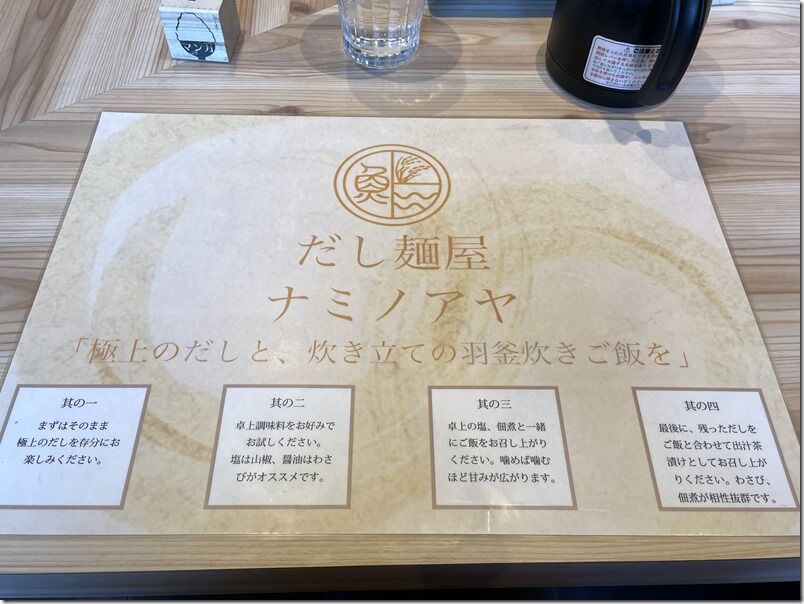 魚
だし麺屋
ナミノアヤ
「極上のだしと、炊き立ての羽釜炊きご飯を」
其の一
まずはそのまま
極上のだしを存分にお
楽しみください。
其の二
卓上調味料をお好みで
お試しください。
塩は山椒、醤油はわさ
びがオススメです。
其の三
卓上の塩、佃煮と一緒
にご飯をお召し上がり
ください。噛めば噛む
ほど甘みが広がります。
其の四
最後に、残っただしを
ご飯と合わせて出汁茶
漬けとしてお召し上が
りください。わさび、
佃煮が相性抜群です。